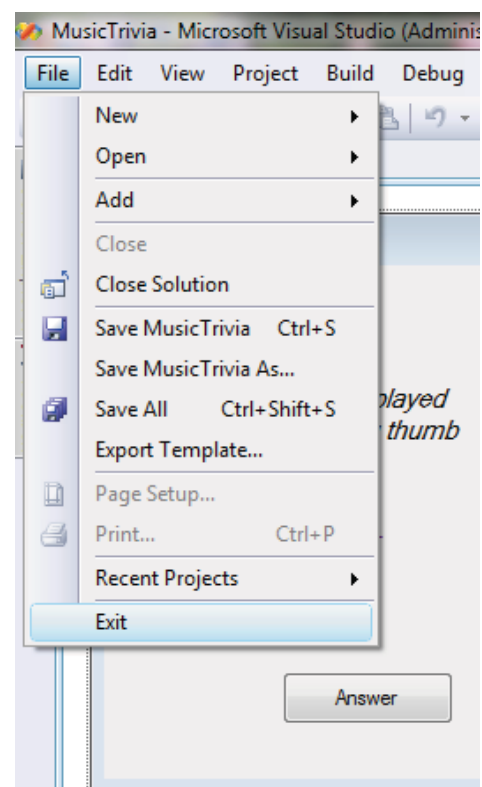 MusicTrivia - Microsoft Visual Studio (Adminis
File Edit View Project Build Debug
New
Open
Add
Close
Close Solution
Save MusicTrivia Ctrl+S
Save MusicTrivia As...
played
Save All Ctrl+Shift+S
thumb
Export Template...
Page Setup...
Print... Ctrl+P
Recent Projects
Exit
Answer